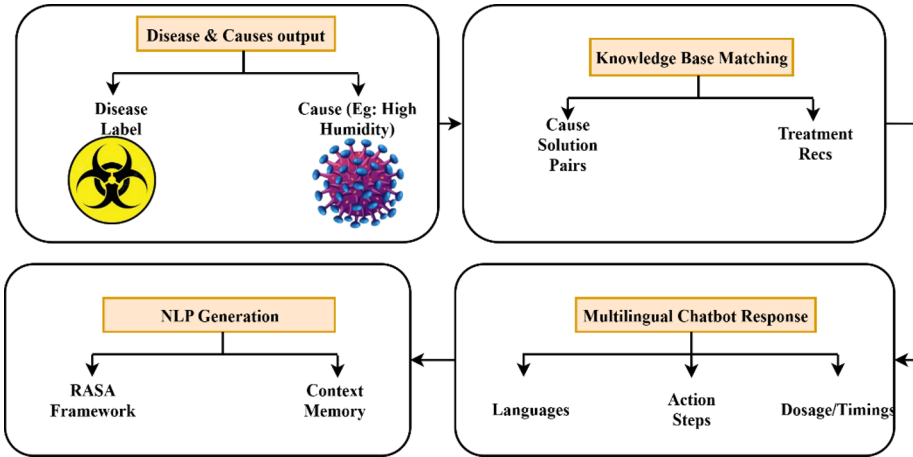 Disease & Causes output
Disease
Label
Cause (Eg: High
Humidity)
Knowledge Base Matching
Cause
Solution
Pairs
Treatment
Recs
NLP Generation
RASA
Framework
Context
Memory
Multilingual Chatbot Response
Languages
Action
Steps
Dosage/Timings